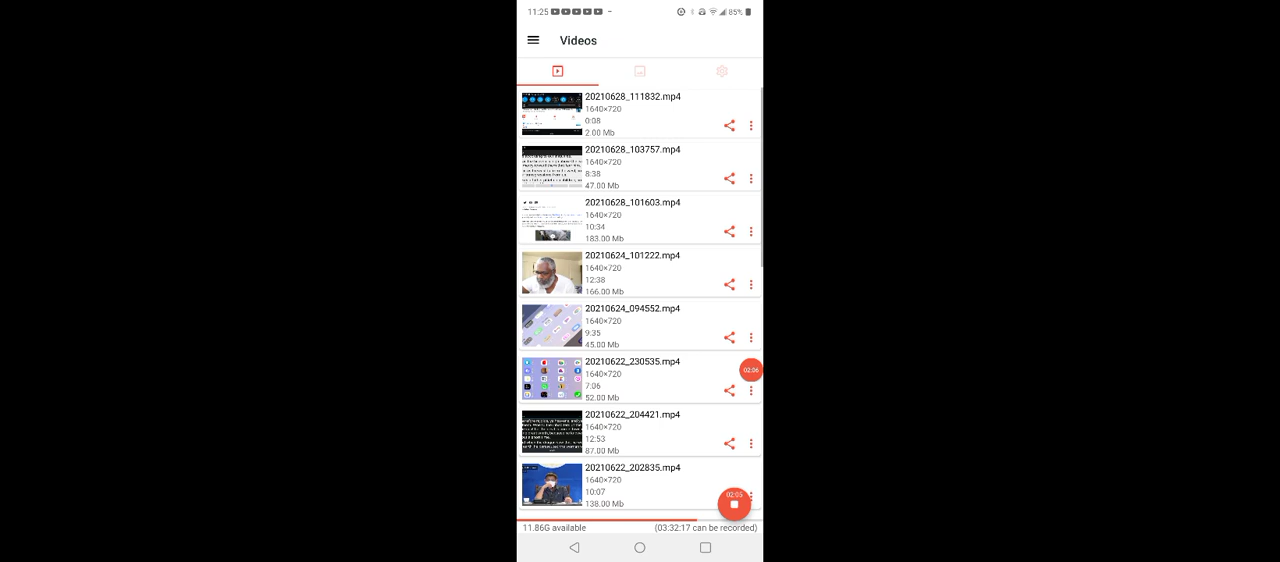 11:25
85%
Videos
20210628_111832.mp4
1640×720
0:08
2.00 Mb
20210628_103757.mp4
1640×720
8:38
47.00 Mb
20210628_101603.mp4
1640×720
10:34
183.00 Mb
20210624_101222.mp4
1640×720
12:38
166.00 Mb
20210624_094552.mp4
1640×720
9:35
45.00 Mb
20210622_230535.mp4
1640×720
7:06
52.00 Mb
02:06
20210622_204421.mp4
1640×720
12:53
87.00 Mb
20210622_202835.mp4
1640×720
10:07
138.00 Mb
02:05
11.86G available
(03:32:17 can be recorded)